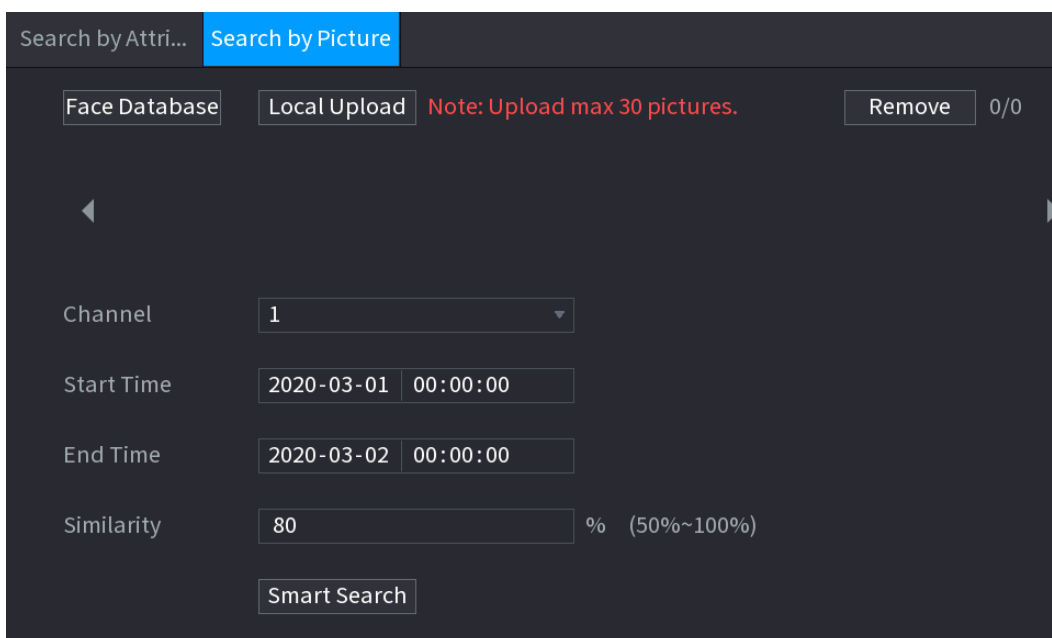 Search by Attri... Search by Picture
Face Database Local Upload Note: Upload max 30 pictures. Remove 0/0
Channel 1
Start Time 2020-03-01 00:00:00
End Time 2020-03-02 00:00:00
Similarity 80 % (50%~100%)
Smart Search